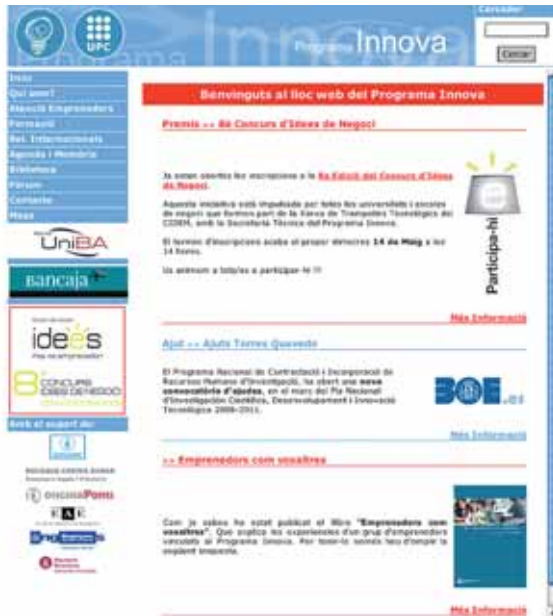 Cercador
UPC
Programa Innova
Cercar
Benvinguts al lloc web del Programa Innova
Inici
Qui som?
Atenció Emprenedors
Formació
Rel. Internacionals
Agenda i Memòria
Biblioteca
Fòrum
Contacte
Mapa
UniBA
Bancaja
idees
8
CONCURS
IDEES DE NEGOCI
Amb el suport de:
oficinaPonti
EAE
Premis »» 8è Concurs d'Idees de Negoci
Ja estan obertes les inscripcions a la 8a Edició del Concurs d'Idees
de Negoci.
Aquesta iniciativa està impulsada per totes les universitats i escoles
de negoci que formen part de la Xarxa de Trampolins Tecnològics del
CIDEM, amb la Secretaria Tècnica del Programa Innova.
El termini d'inscripcions acaba el proper dimecres 14 de Maig a les
14 hores.
Us animem a tots/es a participar-hi !!!
Participa-hi
Més Informació
Ajut »» Ajuts Torres Quevedo
El Programa Nacional de Contractació i Incorporació de
Recursos Humans d'Investigació, ha obert una nova
convocatòria d'ajudes, en el marc del Pla Nacional
d'Investigación Científica, Desenvolupament i Innovació
Tecnològica 2008-2011.
BOE.es
Més Informació
»» Emprenedors com vosaltres
Com ja sabeu ha estat publicat el llibre "Emprenedors com
vosaltres". Que explica les experiències d'un grup d'emprenedors
vinculats al Programa Innova. Per tenir-lo només heu d'omplir la
següent enquesta.
Més Informació